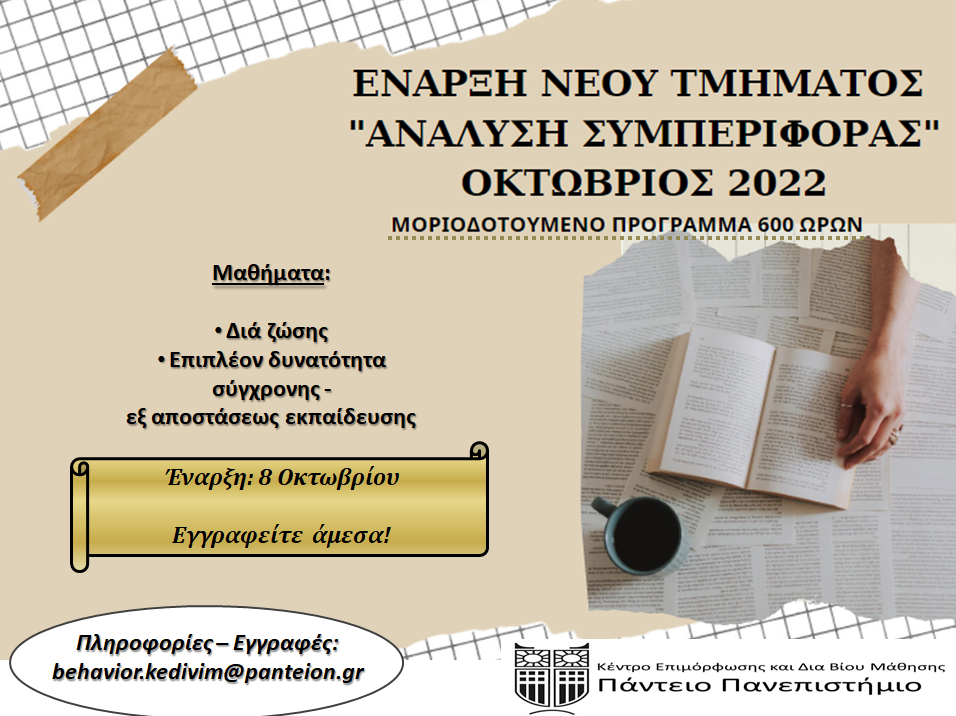 ΕΝΑΡΞΗ ΝΕΟΥ ΤΜΗΜΑΤΟΣ
"ΑΝΑΛΥΣΗ ΣΥΜΠΕΡΙΦΟΡΑΣ"
ΟΚΤΩΒΡΙΟΣ 2022
ΜΟΡΙΟΔΟΤΟΥΜΕΝΟ ΠΡΟΓΡΑΜΜΑ 600 ΩΡΩΝ
Μαθήματα:
• Διά ζώσης
• Επιπλέον δυνατότητα
σύγχρονης -
εξ αποστάσεως εκπαίδευσης
Έναρξη: 8 Οκτωβρίου
Εγγραφείτε άμεσα!
Πληροφορίες – Εγγραφές:
behavior.kedivim@panteion.gr
Κέντρο Επιμόρφωσης και Δια Βίου Μάθησης
Πάντειο Πανεπιστήμιο